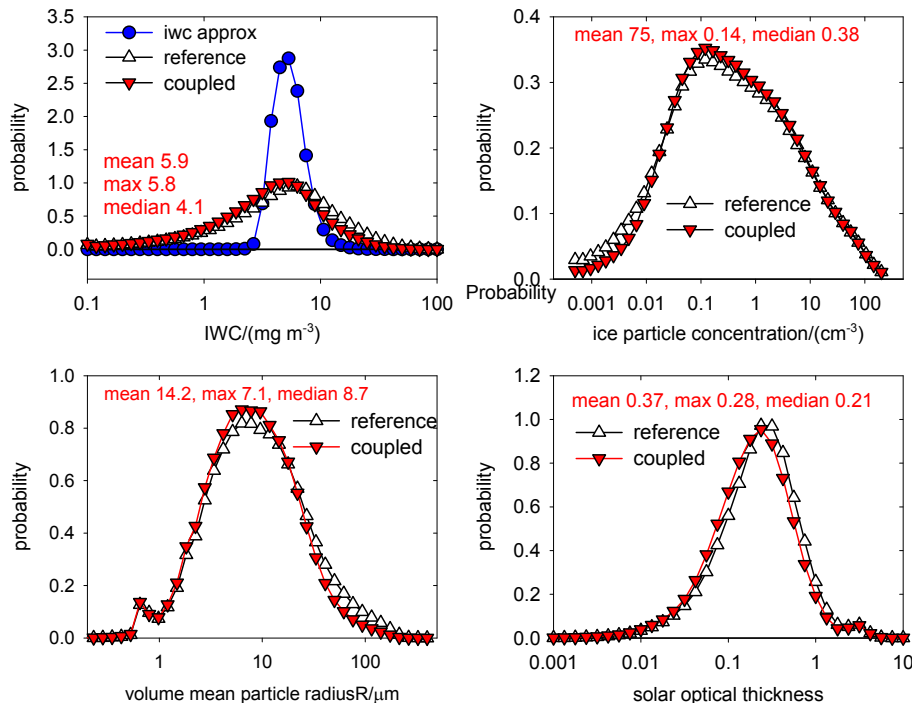 3.5
3.0
2.5
2.0
1.5
1.0
0.5
0.0
probability
iwc approx
reference
coupled
mean 5.9
max 5.8
median 4.1
0.1 1 10 100
IWC/(mg m⁻³)
0.4
0.3
0.2
0.1
0.0
probability
mean 75, max 0.14, median 0.38
reference
coupled
Probability
0.001 0.01 0.1 1 10 100
ice particle concentration/(cm⁻³)
1.0
0.8
0.6
0.4
0.2
0.0
probability
mean 14.2, max 7.1, median 8.7
reference
coupled
1 10 100
volume mean particle radiusR/μm
1.2
1.0
0.8
0.6
0.4
0.2
0.0
probability
mean 0.37, max 0.28, median 0.21
reference
coupled
0.001 0.01 0.1 1 10
solar optical thickness